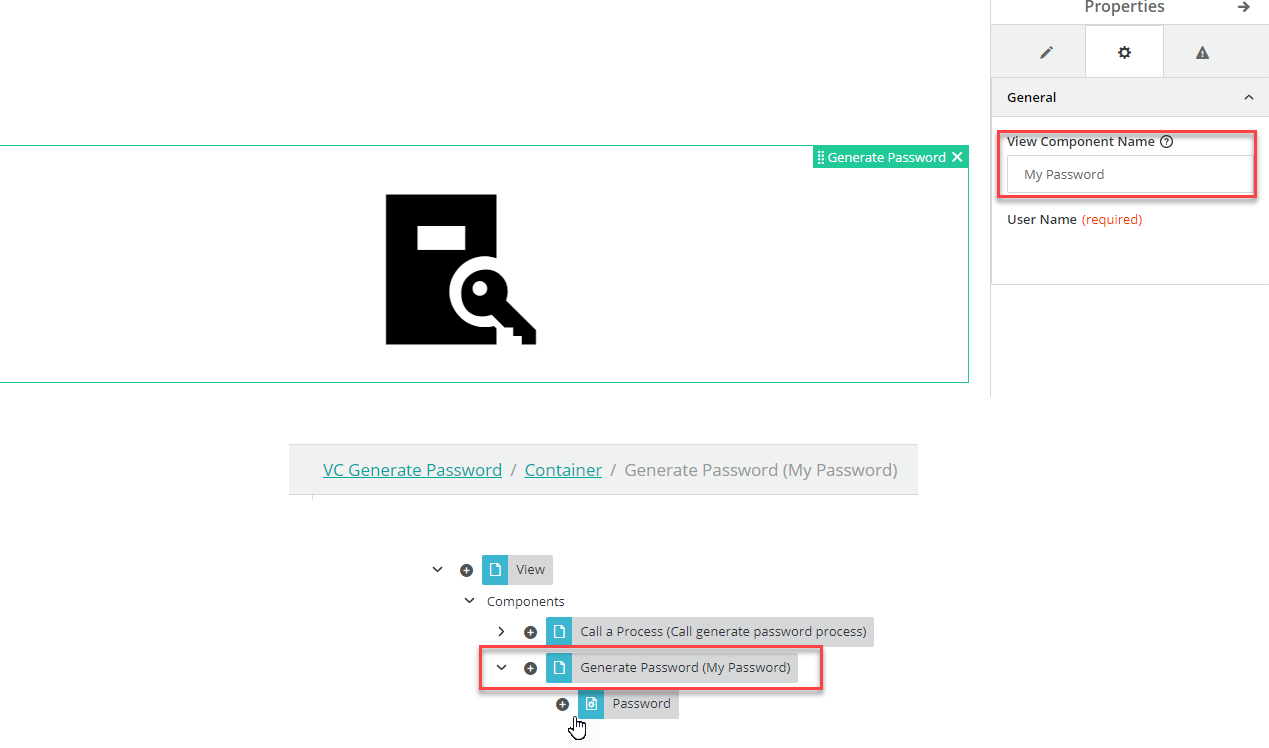 Properties
General
View Component Name
My Password
User Name (required)
Generate Password
VC Generate Password / Container / Generate Password (My Password)
View
Components
Call a Process (Call generate password process)
Generate Password (My Password)
Password